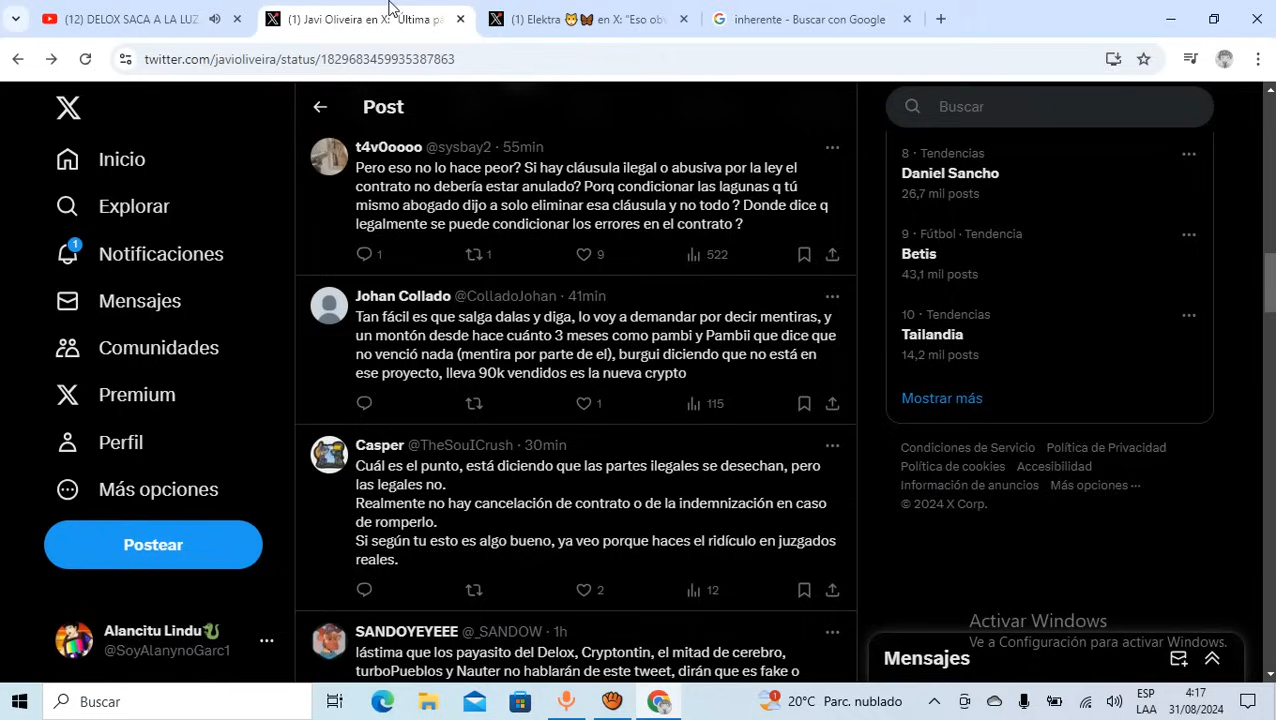 (12) DELOX SACA A LA LUZ
(1) Javi Oliveira en X: "Última pa
(1) Elektra 🐱🦋 en X: "Eso obv
inherente - Buscar con Google
twitter.com/javioliveira/status/1829683459935387863
Inicio
Explorar
1
Notificaciones
Mensajes
Comunidades
Premium
Perfil
Más opciones
Postear
Alancitu Lindu🐉
@SoyAlanynoGarc1
Post
t4v0oooo @sysbay2 · 55min
Pero eso no lo hace peor? Si hay cláusula ilegal o abusiva por la ley el
contrato no debería estar anulado? Porq condicionar las lagunas q tú
mismo abogado dijo a solo eliminar esa cláusula y no todo ? Donde dice q
legalmente se puede condicionar los errores en el contrato ?
1 1 9 522
Johan Collado @ColladoJohan · 41min
Tan fácil es que salga dalas y diga, lo voy a demandar por decir mentiras, y
un montón desde hace cuánto 3 meses como pambi y Pambii que dice que
no venció nada (mentira por parte de el), burgui diciendo que no está en
ese proyecto, lleva 90k vendidos es la nueva crypto
1 115
Casper @TheSouICrush · 30min
Cuál es el punto, está diciendo que las partes ilegales se desechan, pero
las legales no.
Realmente no hay cancelación de contrato o de la indemnización en caso
de romperlo.
Si según tu esto es algo bueno, ya veo porque haces el ridículo en juzgados
reales.
2 12
SANDOYEYEEE @_SANDOW · 1h
lástima que los payasito del Delox, Cryptontin, el mitad de cerebro,
turboPueblos y Nauter no hablarán de este tweet, dirán que es fake o
Buscar
8 · Tendencias
Daniel Sancho
26,7 mil posts
9 · Fútbol · Tendencia
Betis
43,1 mil posts
10 · Tendencias
Tailandia
14,2 mil posts
Mostrar más
Condiciones de Servicio Política de Privacidad
Política de cookies Accesibilidad
Información de anuncios Más opciones ···
© 2024 X Corp.
Activar Windows
Ve a Configuración para activar Windows.
Mensajes
Buscar
20°C Parc. nublado
ESP
LAA
4:17
31/08/2024